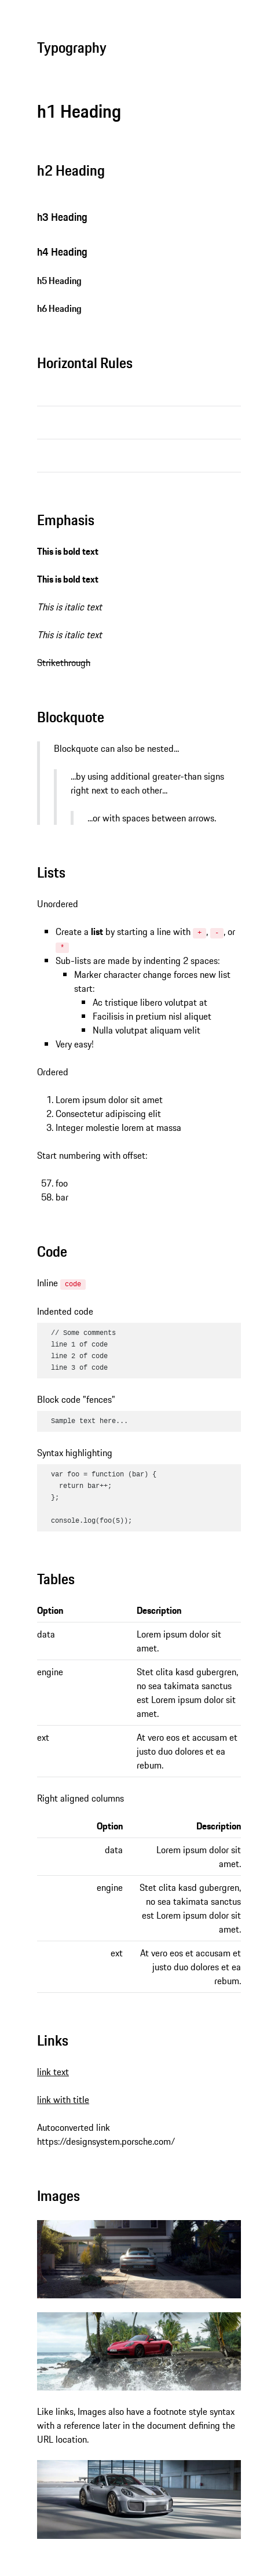 Typography
h1 Heading
h2 Heading
h3 Heading
h4 Heading
h5 Heading
h6 Heading
Horizontal Rules
Emphasis
This is bold text
This is bold text
This is italic text
This is italic text
Strikethrough
Blockquote
Blockquote can also be nested...
...by using additional greater-than signs
right next to each other...
...or with spaces between arrows.
Lists
Unordered
Create a list by starting a line with + , - , or
*
Sub-lists are made by indenting 2 spaces:
Marker character change forces new list
start:
Ac tristique libero volutpat at
Facilisis in pretium nisl aliquet
Nulla volutpat aliquam velit
Very easy!
Ordered
1. Lorem ipsum dolor sit amet
2. Consectetur adipiscing elit
3. Integer molestie lorem at massa
Start numbering with offset:
57. foo
58. bar
Code
Inline code
Indented code
// Some comments
line 1 of code
line 2 of code
line 3 of code
Block code "fences"
Sample text here...
Syntax highlighting
var foo = function (bar) {
return bar++;
};
console.log(foo(5));
Tables
Option Description
data Lorem ipsum dolor sit
amet.
engine Stet clita kasd gubergren,
no sea takimata sanctus
est Lorem ipsum dolor sit
amet.
ext At vero eos et accusam et
justo duo dolores et ea
rebum.
Right aligned columns
Option Description
data Lorem ipsum dolor sit
amet.
engine Stet clita kasd gubergren,
no sea takimata sanctus
est Lorem ipsum dolor sit
amet.
ext At vero eos et accusam et
justo duo dolores et ea
rebum.
Links
link text
link with title
Autoconverted link
https://designsystem.porsche.com/
Images
Like links, Images also have a footnote style syntax
with a reference later in the document defining the
URL location.